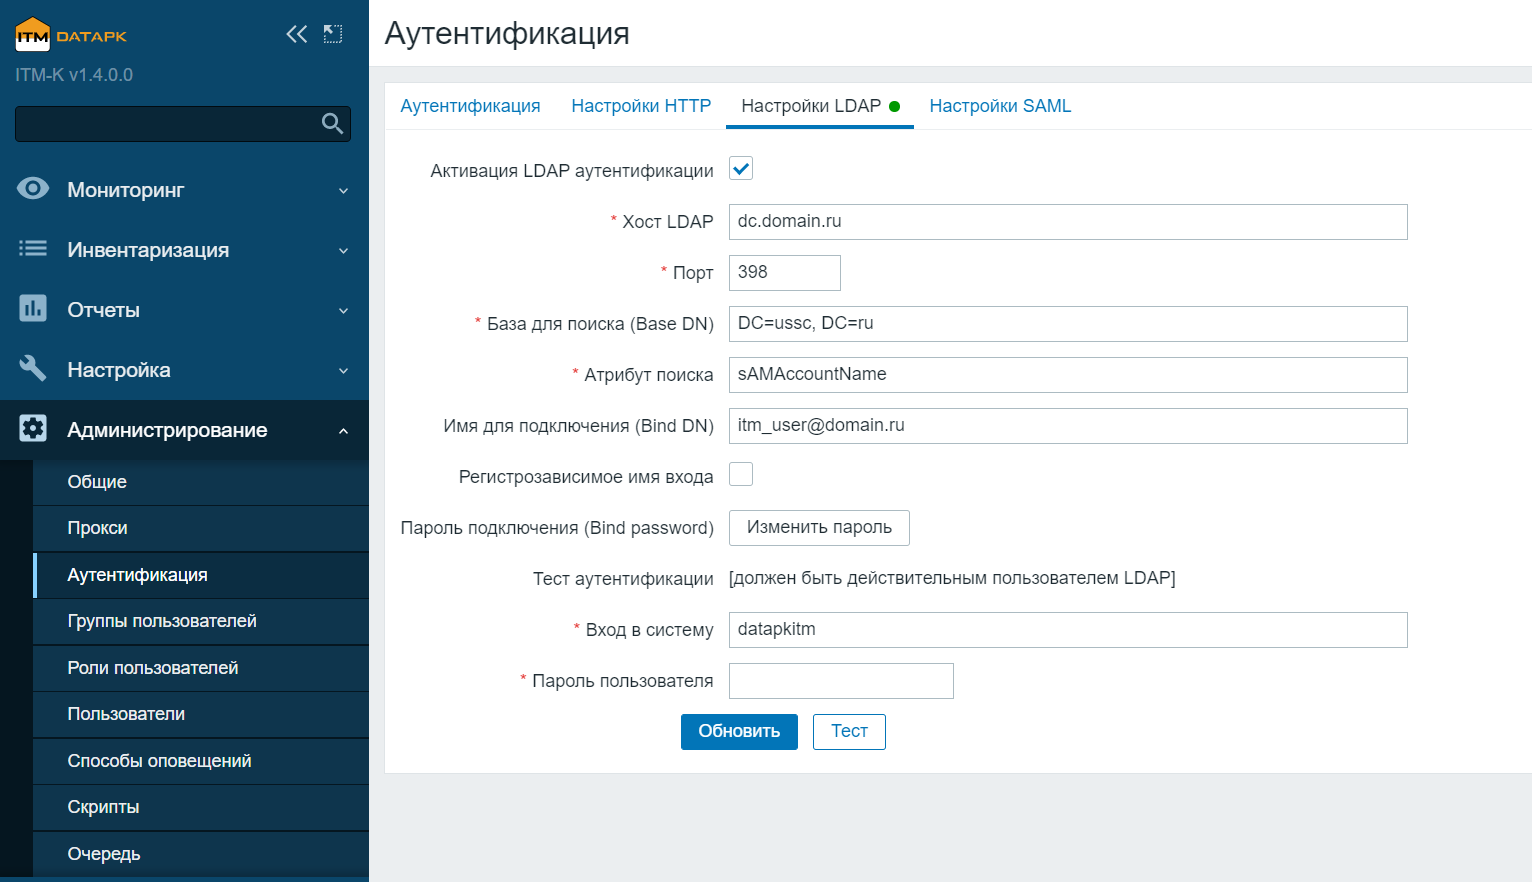 ITM DATAPK
ITM-K v1.4.0.0
Мониторинг
Инвентаризация
Отчеты
Настройка
Администрирование
Общие
Прокси
Аутентификация
Группы пользователей
Роли пользователей
Пользователи
Способы оповещений
Скрипты
Очередь
Аутентификация
Аутентификация Настройки HTTP Настройки LDAP Настройки SAML
Активация LDAP аутентификации
* Хост LDAP dc.domain.ru
* Порт 398
* База для поиска (Base DN) DC=ussc, DC=ru
* Атрибут поиска sAMAccountName
Имя для подключения (Bind DN) itm_user@domain.ru
Регистрозависимое имя входа
Пароль подключения (Bind password) Изменить пароль
Тест аутентификации [должен быть действительным пользователем LDAP]
* Вход в систему datapkitm
* Пароль пользователя
Обновить Тест